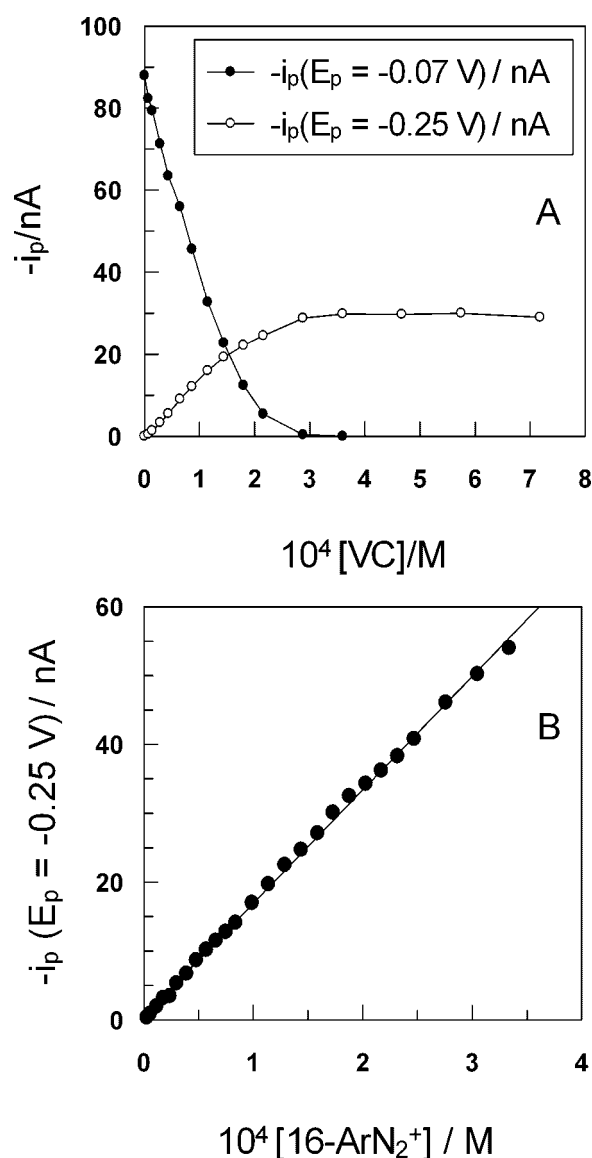 100
80
60
40
20
0
-iₚ/nA
-iₚ(Eₚ = -0.07 V) / nA
-iₚ(Eₚ = -0.25 V) / nA
A
0 1 2 3 4 5 6 7 8
10⁴ [VC]/M
60
40
20
0
-iₚ (Eₚ = -0.25 V) / nA
B
0 1 2 3 4
10⁴ [16-ArN₂⁺] / M